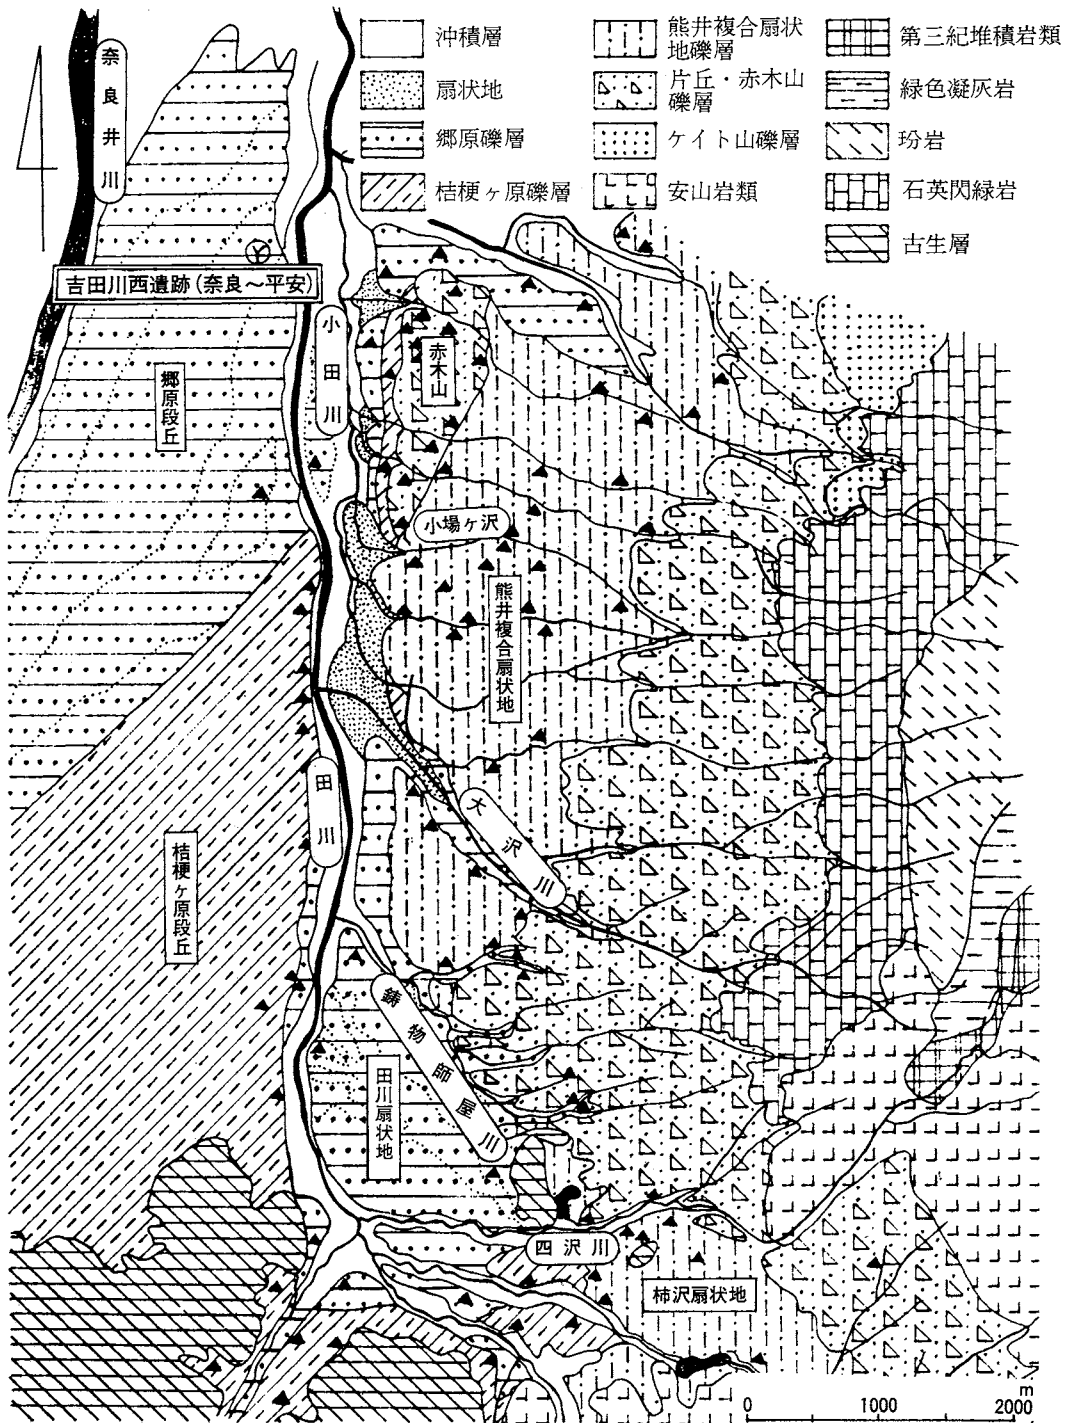 沖積層
扇状地
郷原礫層
桔梗ヶ原礫層
熊井複合扇状
地礫層
片丘・赤木山
礫層
ケイト山礫層
安山岩類
第三紀堆積岩類
緑色凝灰岩
玢岩
石英閃緑岩
古生層
奈良井川
吉田川西遺跡(奈良〜平安)
小田川
赤木山
郷原段丘
小場ヶ沢
熊井複合扇状地
田川
大沢川
桔梗ヶ原段丘
鋳物師屋川
田川扇状地
四沢川
柿沢扇状地
m
0 1000 2000